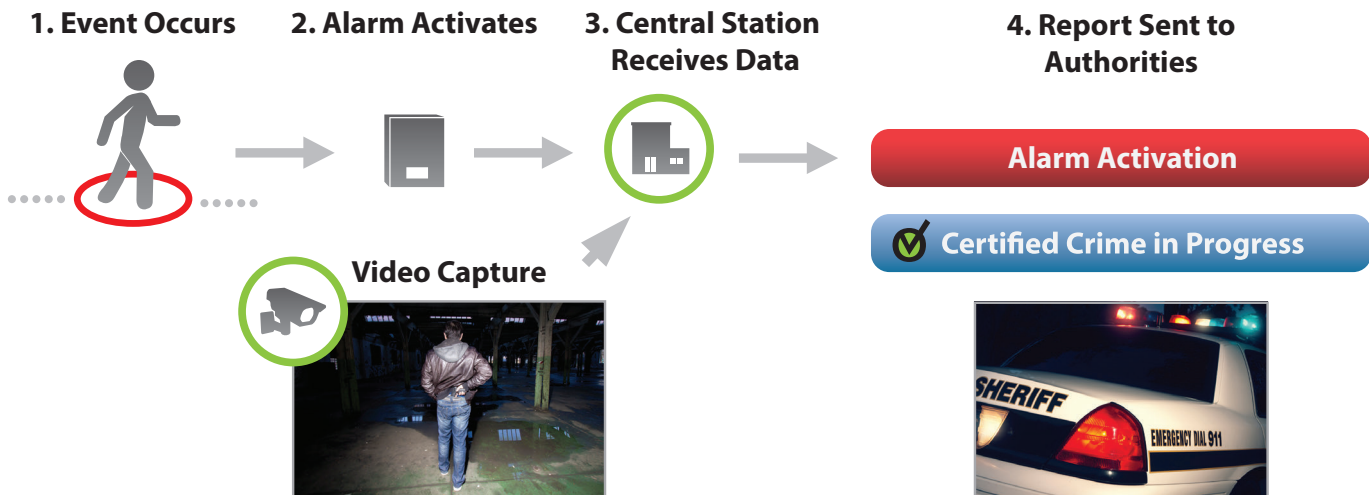 1. Event Occurs
2. Alarm Activates
3. Central Station
Receives Data
4. Report Sent to
Authorities
Alarm Activation
Certified Crime in Progress
Video Capture
SHERIFF
EMERGENCY DIAL 911